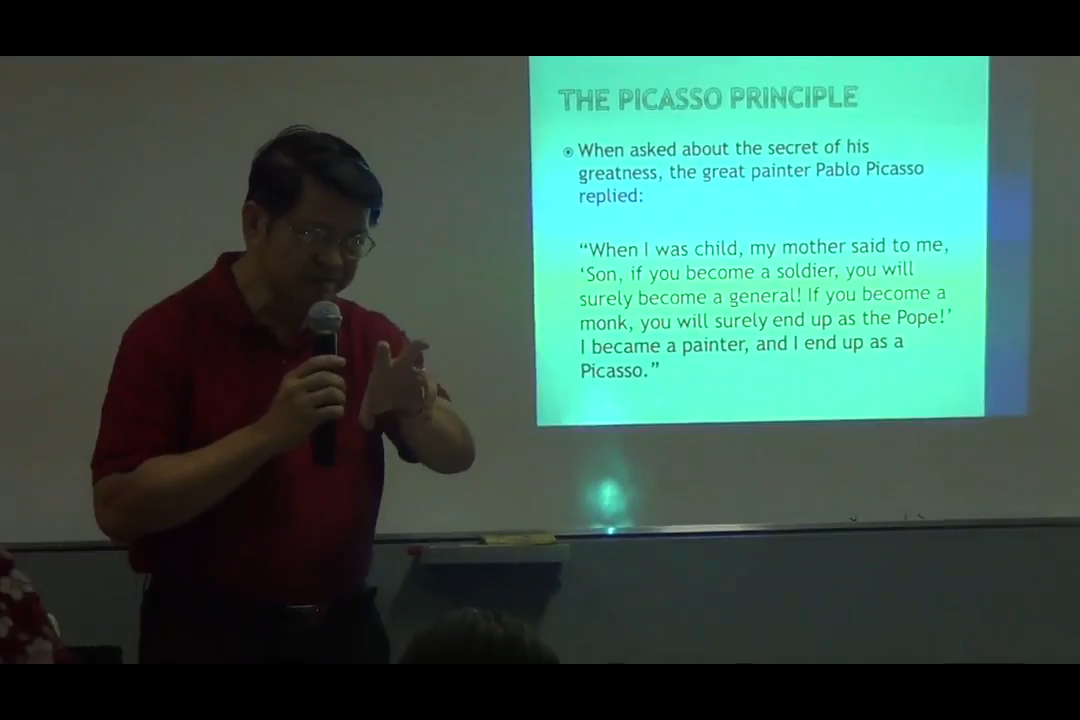 THE PICASSO PRINCIPLE
When asked about the secret of his
greatness, the great painter Pablo Picasso
replied:
“When I was child, my mother said to me,
‘Son, if you become a soldier, you will
surely become a general! If you become a
monk, you will surely end up as the Pope!’
I became a painter, and I end up as a
Picasso.”